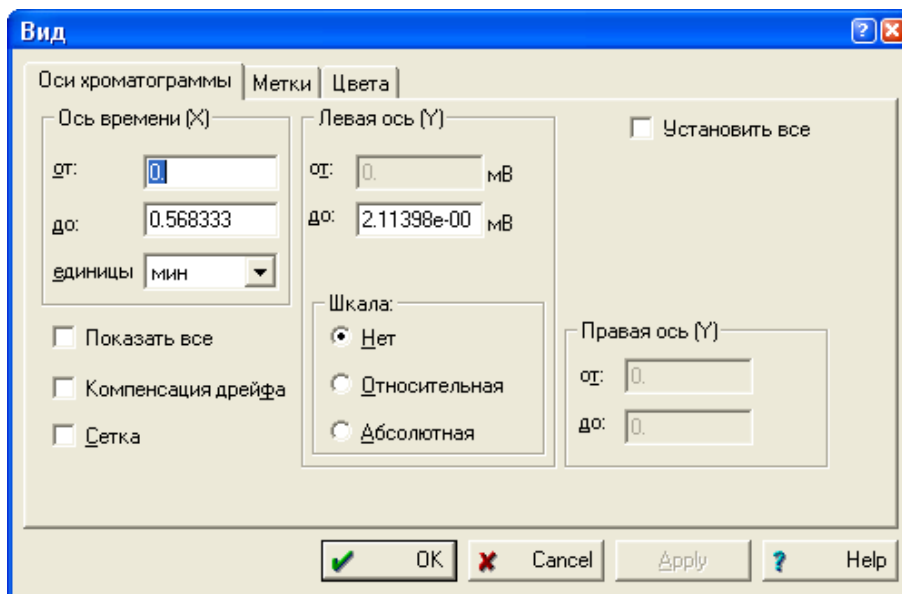 Вид
Оси хроматограммы Метки Цвета
Ось времени (X)
от: 0.
до: 0.568333
единицы мин
Показать все
Компенсация дрейфа
Сетка
Левая ось (Y)
от: 0. мВ
до: 2.11398e-00 мВ
Шкала:
Нет
Относительная
Абсолютная
Установить все
Правая ось (Y)
от: 0.
до: 0.
OK Cancel Apply Help